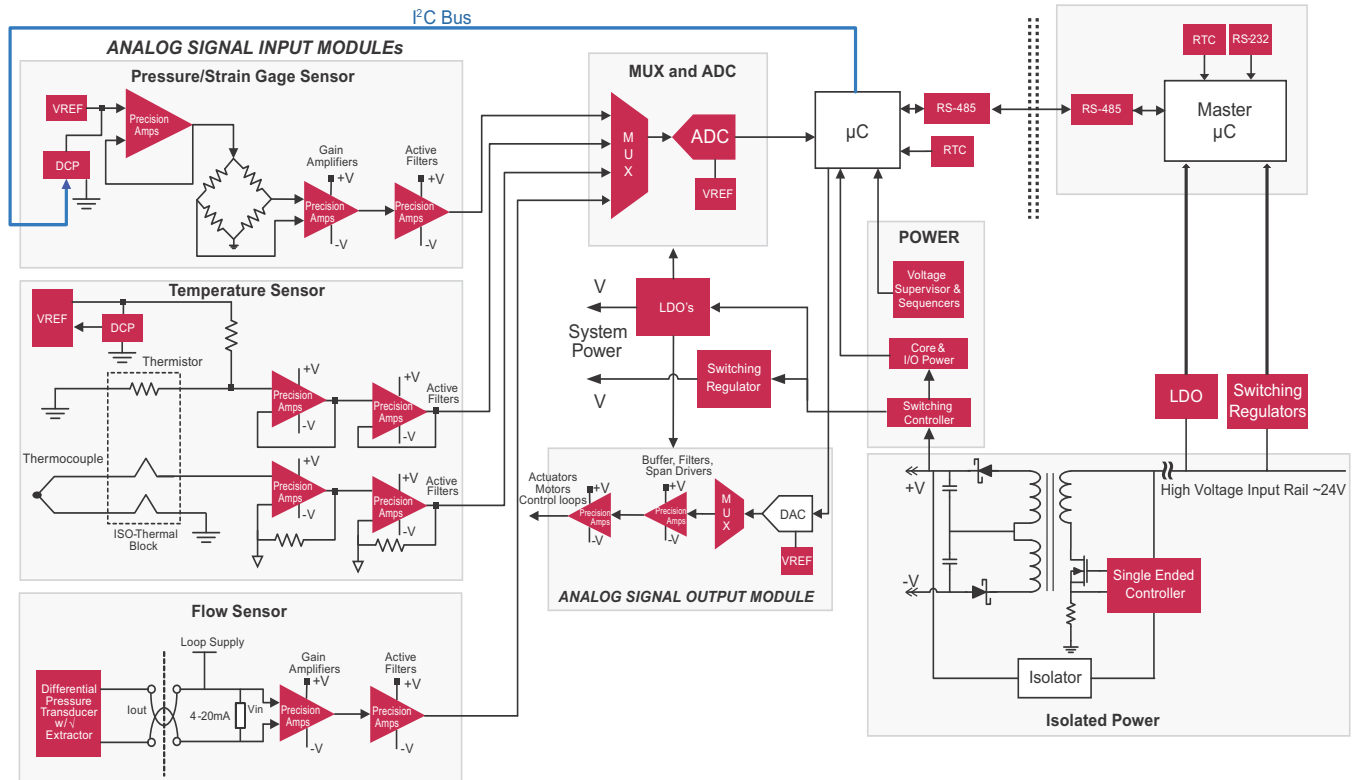 I²C Bus
ANALOG SIGNAL INPUT MODULEs
Pressure/Strain Gage Sensor
VREF
Precision
Amps
DCP
Gain
Amplifiers
+V
Precision
Amps
-V
Active
Filters
+V
Precision
Amps
-V
Temperature Sensor
VREF
DCP
Thermistor
+V
Precision
Amps
-V
+V
Precision
Amps
-V
Active
Filters
Thermocouple
+V
Precision
Amps
-V
+V
Precision
Amps
-V
Active
Filters
ISO-Thermal
Block
Flow Sensor
Loop Supply
Differential
Pressure
Transducer
w/ √
Extractor
Iout
4-20mA
Vin
Gain
Amplifiers
+V
Precision
Amps
-V
Active
Filters
+V
Precision
Amps
-V
MUX and ADC
MUX
ADC
VREF
µC
RS-485
RTC
RS-485
RTC
RS-232
Master
µC
V
LDO's
System
Power
Switching
Regulator
V
POWER
Voltage
Supervisor &
Sequencers
Core &
I/O Power
Switching
Controller
LDO
Switching
Regulators
Buffer, Filters,
Span Drivers
Actuators
Motors
Control loops
+V
Precision
Amps
-V
+V
Precision
Amps
-V
MUX
DAC
VREF
ANALOG SIGNAL OUTPUT MODULE
+V
-V
High Voltage Input Rail ~24V
Single Ended
Controller
Isolator
Isolated Power